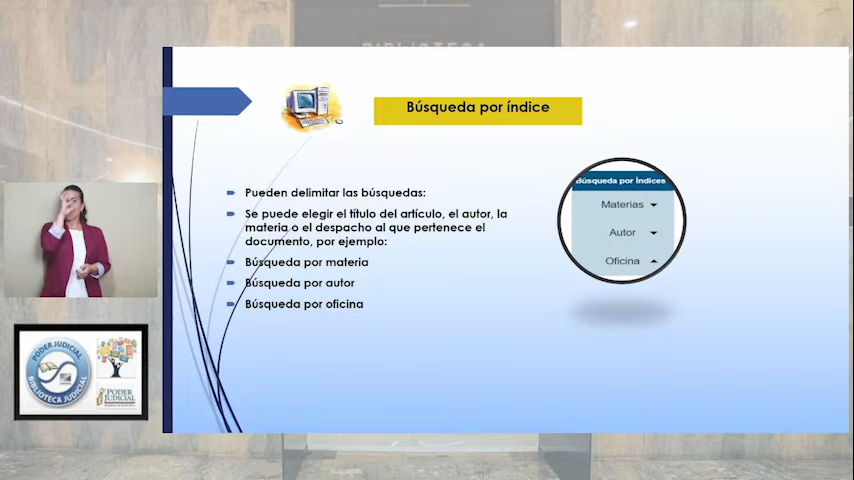 BIBLIOTECA
Búsqueda por índice
Pueden delimitar las búsquedas:
Se puede elegir el título del artículo, el autor, la
materia o el despacho al que pertenece el
documento, por ejemplo:
Búsqueda por materia
Búsqueda por autor
Búsqueda por oficina
Búsqueda por Índices
Materias
Autor
Oficina
PODER JUDICIAL
BIBLIOTECA JUDICIAL
PODER
JUDICIAL